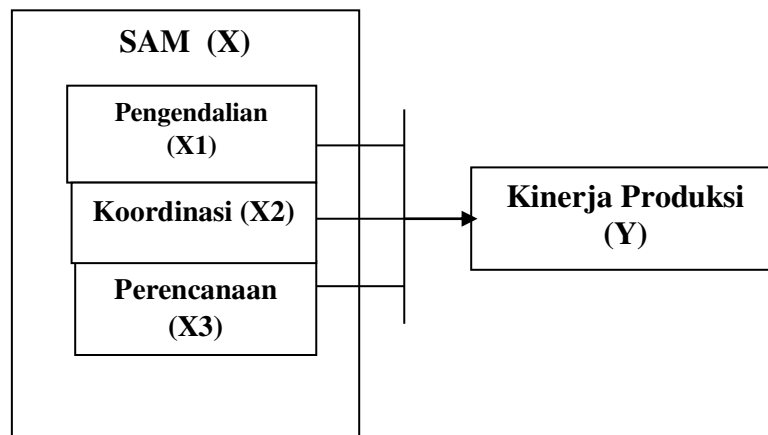 SAM (X)
Pengendalian
(X1)
Koordinasi (X2)
Perencanaan
(X3)
Kinerja Produksi
(Y)